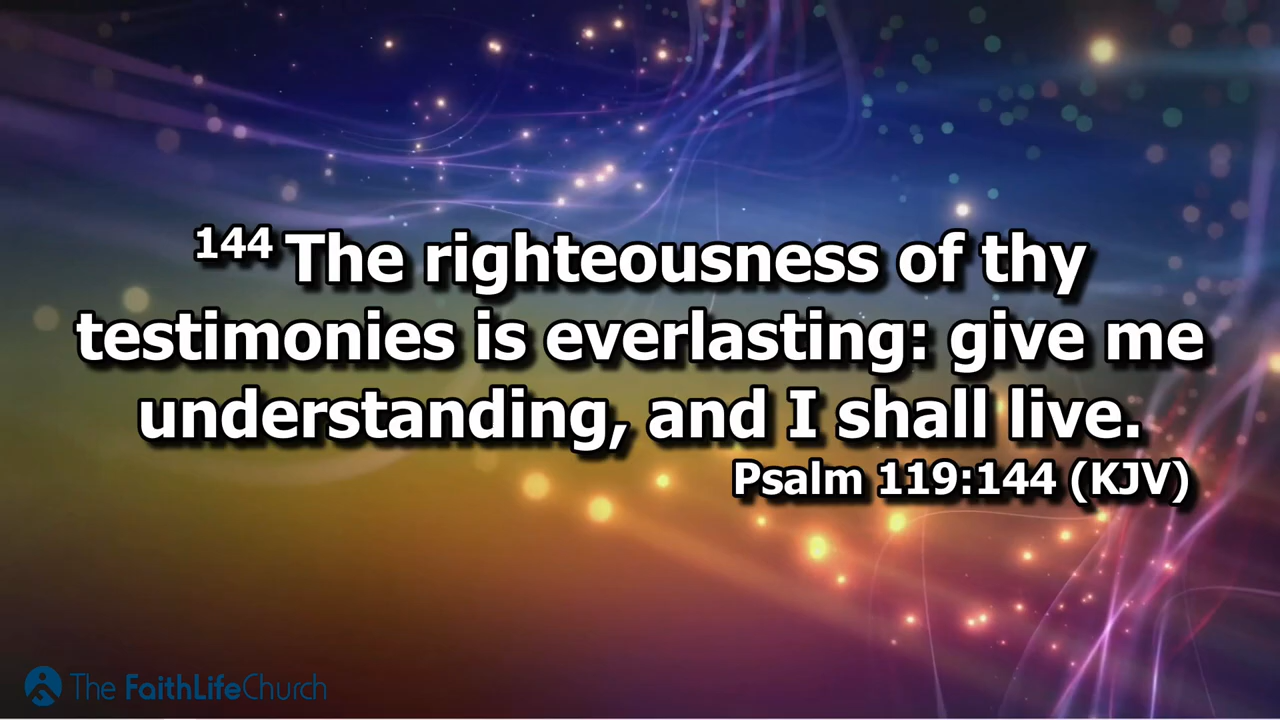 144 The righteousness of thy
testimonies is everlasting: give me
understanding, and I shall live.
Psalm 119:144 (KJV)
The FaithLifeChurch